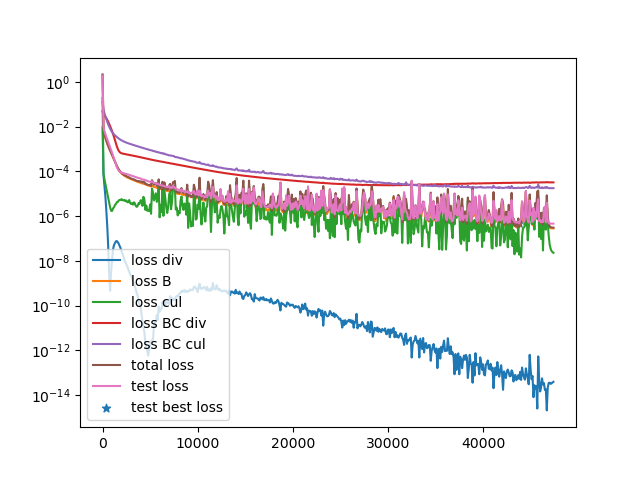 10⁰
10⁻²
10⁻⁴
10⁻⁶
10⁻⁸
10⁻¹⁰
10⁻¹²
10⁻¹⁴
loss div
loss B
loss cul
loss BC div
loss BC cul
total loss
test loss
test best loss
0 10000 20000 30000 40000